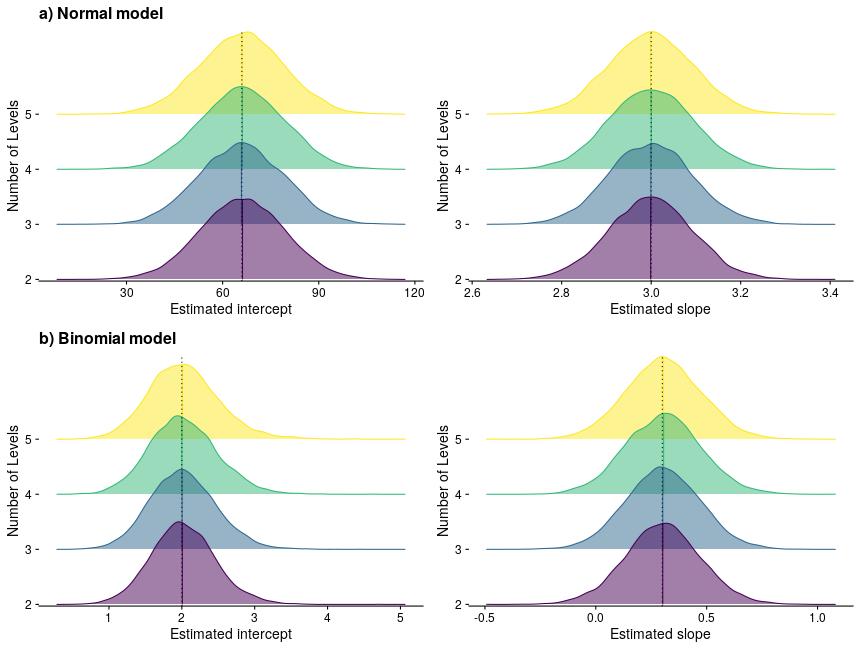 a) Normal model
Number of Levels
5
4
3
2
30 60 90 120
Estimated intercept
Number of Levels
5
4
3
2
2.6 2.8 3.0 3.2 3.4
Estimated slope
b) Binomial model
Number of Levels
5
4
3
2
1 2 3 4 5
Estimated intercept
Number of Levels
5
4
3
2
-0.5 0.0 0.5 1.0
Estimated slope